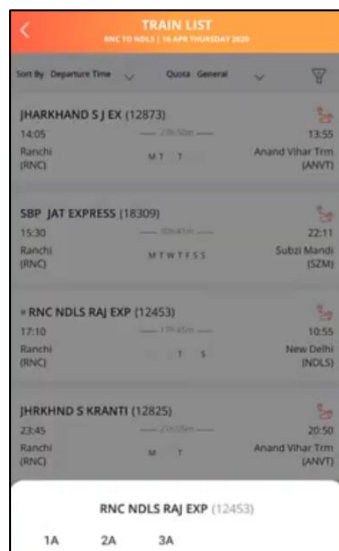 TRAIN LIST
RNC TO NDLS | 16 APR THURSDAY 2020
Sort By Departure Time Quota General
JHARKHAND S J EX (12873)
14:05 23h50m 13:55
Ranchi M T T Anand Vihar Trm
(RNC) (ANVT)
SBP JAT EXPRESS (18309)
15:30 30h41m 22:11
Ranchi M T W T F S S Subzi Mandi
(RNC) (SZM)
RNC NDLS RAJ EXP (12453)
17:10 17h45m 10:55
Ranchi T S New Delhi
(RNC) (NDLS)
JHRKHND S KRANTI (12825)
23:45 21h05m 20:50
Ranchi M T Anand Vihar Trm
(RNC) (ANVT)
RNC NDLS RAJ EXP (12453)
1A 2A 3A